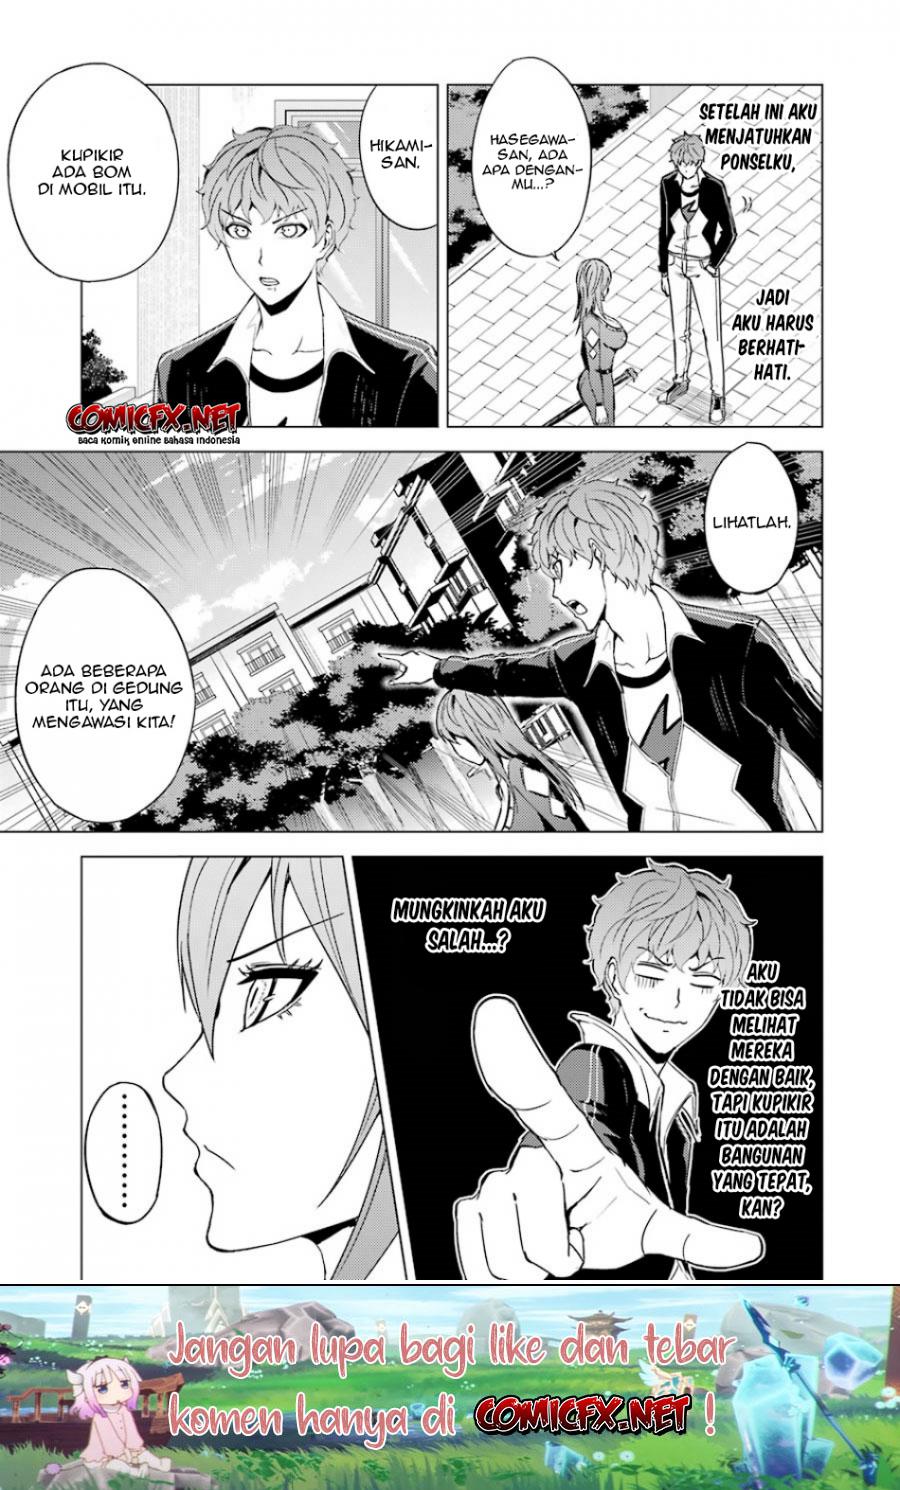 SETELAH INI AKU
MENJATUHKAN
PONSELKU,
HASEGAWA-
SAN, ADA
APA DENGAN-
MU...?
JADI
AKU HARUS
BERHATI-
HATI.
HIKAMI-
SAN.
KUPIKIR
ADA BOM
DI MOBIL ITU.
COMICFX.NET
Baca Komik Online Bahasa Indonesia
LIHATLAH.
ADA BEBERAPA
ORANG DI GEDUNG
ITU, YANG
MENGAWASI KITA!
MUNGKINKAH AKU
SALAH...?
AKU
TIDAK BISA
MELIHAT
MEREKA
DENGAN BAIK,
TAPI KUPIKIR
ITU ADALAH
BANGUNAN
YANG TEPAT,
KAN?
.........
Jangan lupa bagi like dan tebar
komen hanya di COMICFX.NET !